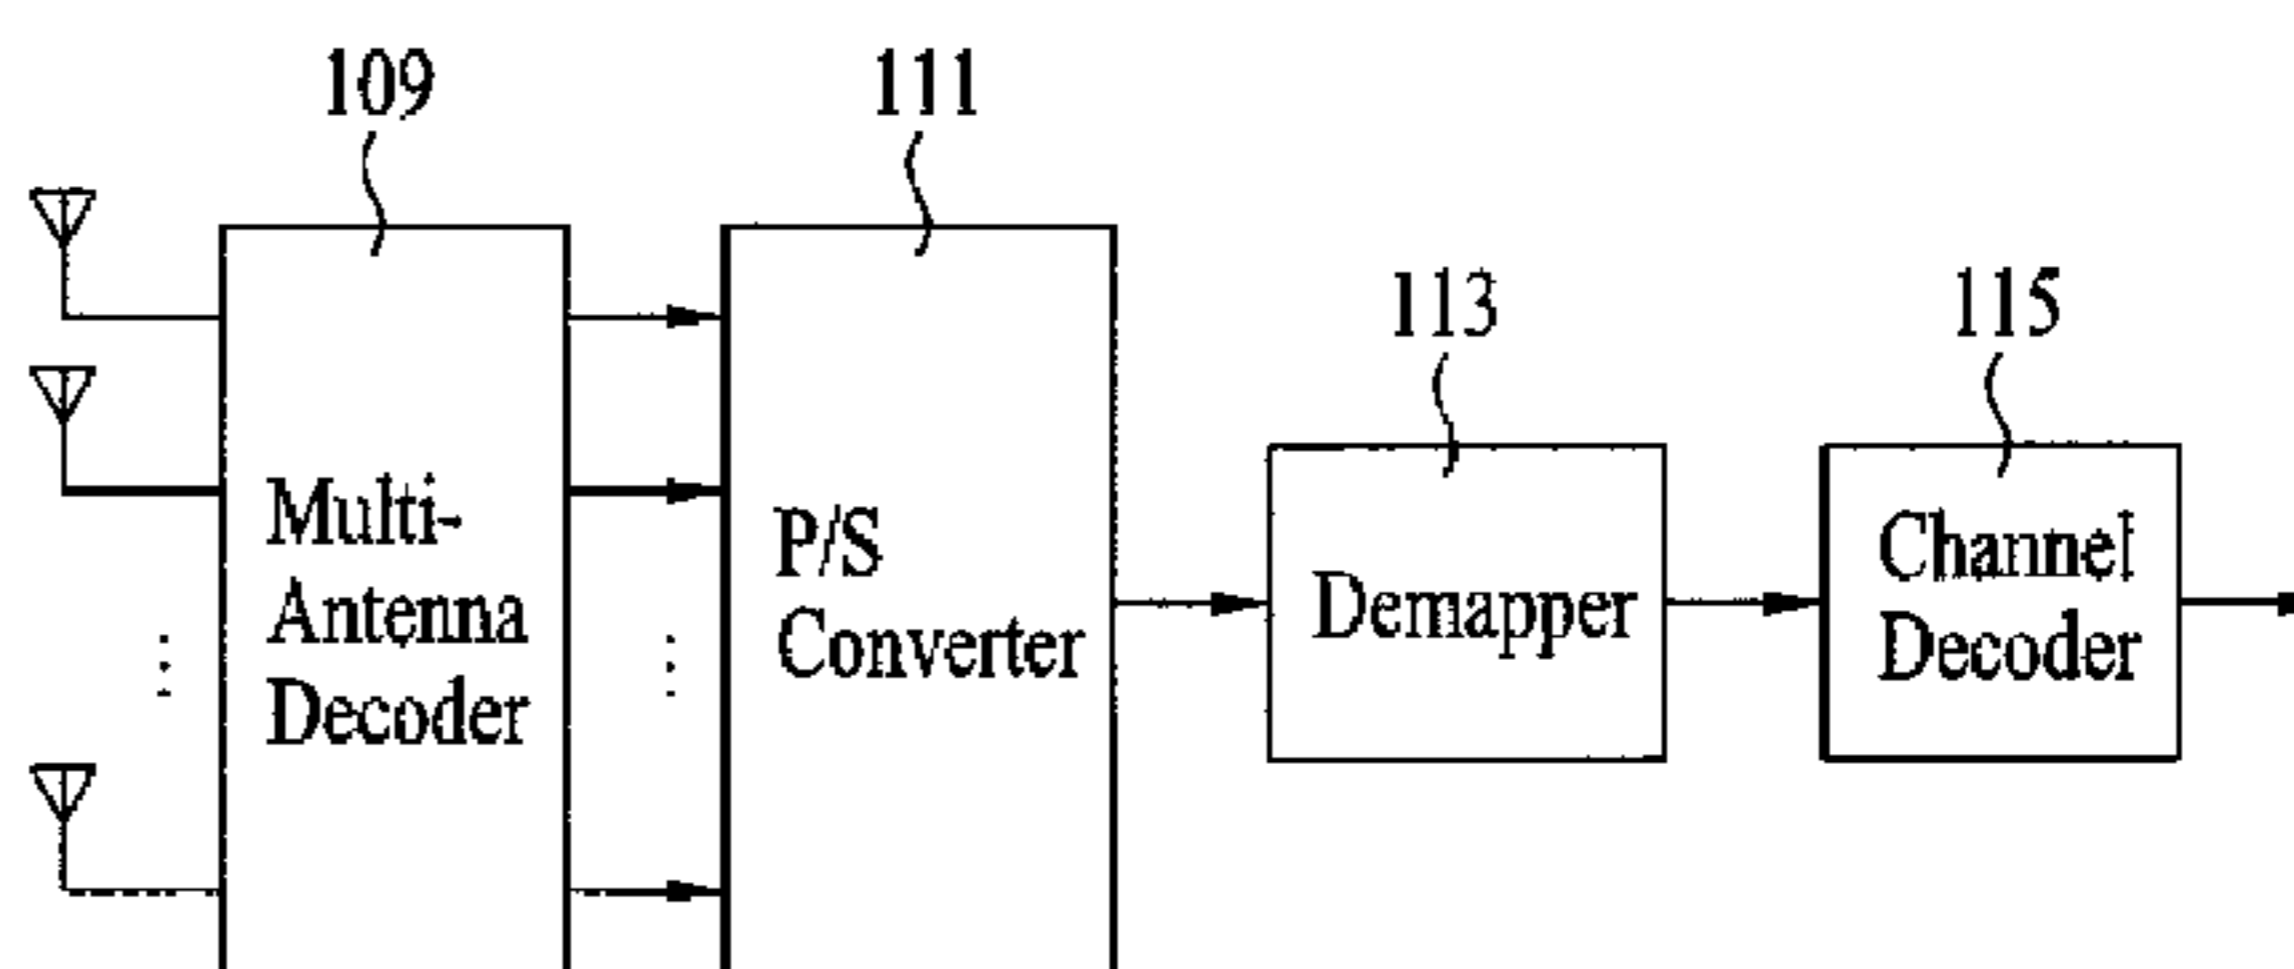 109
111
113
115
Multi-
Antenna
Decoder
P/S
Converter
Demapper
Channel
Decoder